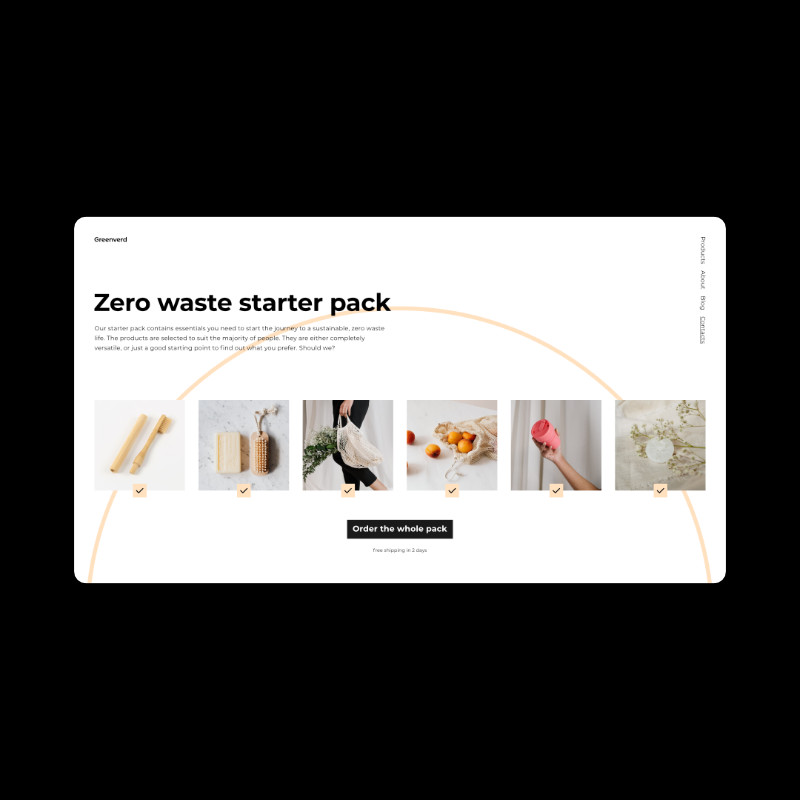 Greenverd
Products
About
Blog
Contacts
Zero waste starter pack
Our starter pack contains essentials you need to start the journey to a sustainable, zero waste
life. The products are selected to suit the majority of people. They are either completely
versatile, or just a good starting point to find out what you prefer. Should we?
Order the whole pack
Free shipping in 2 days